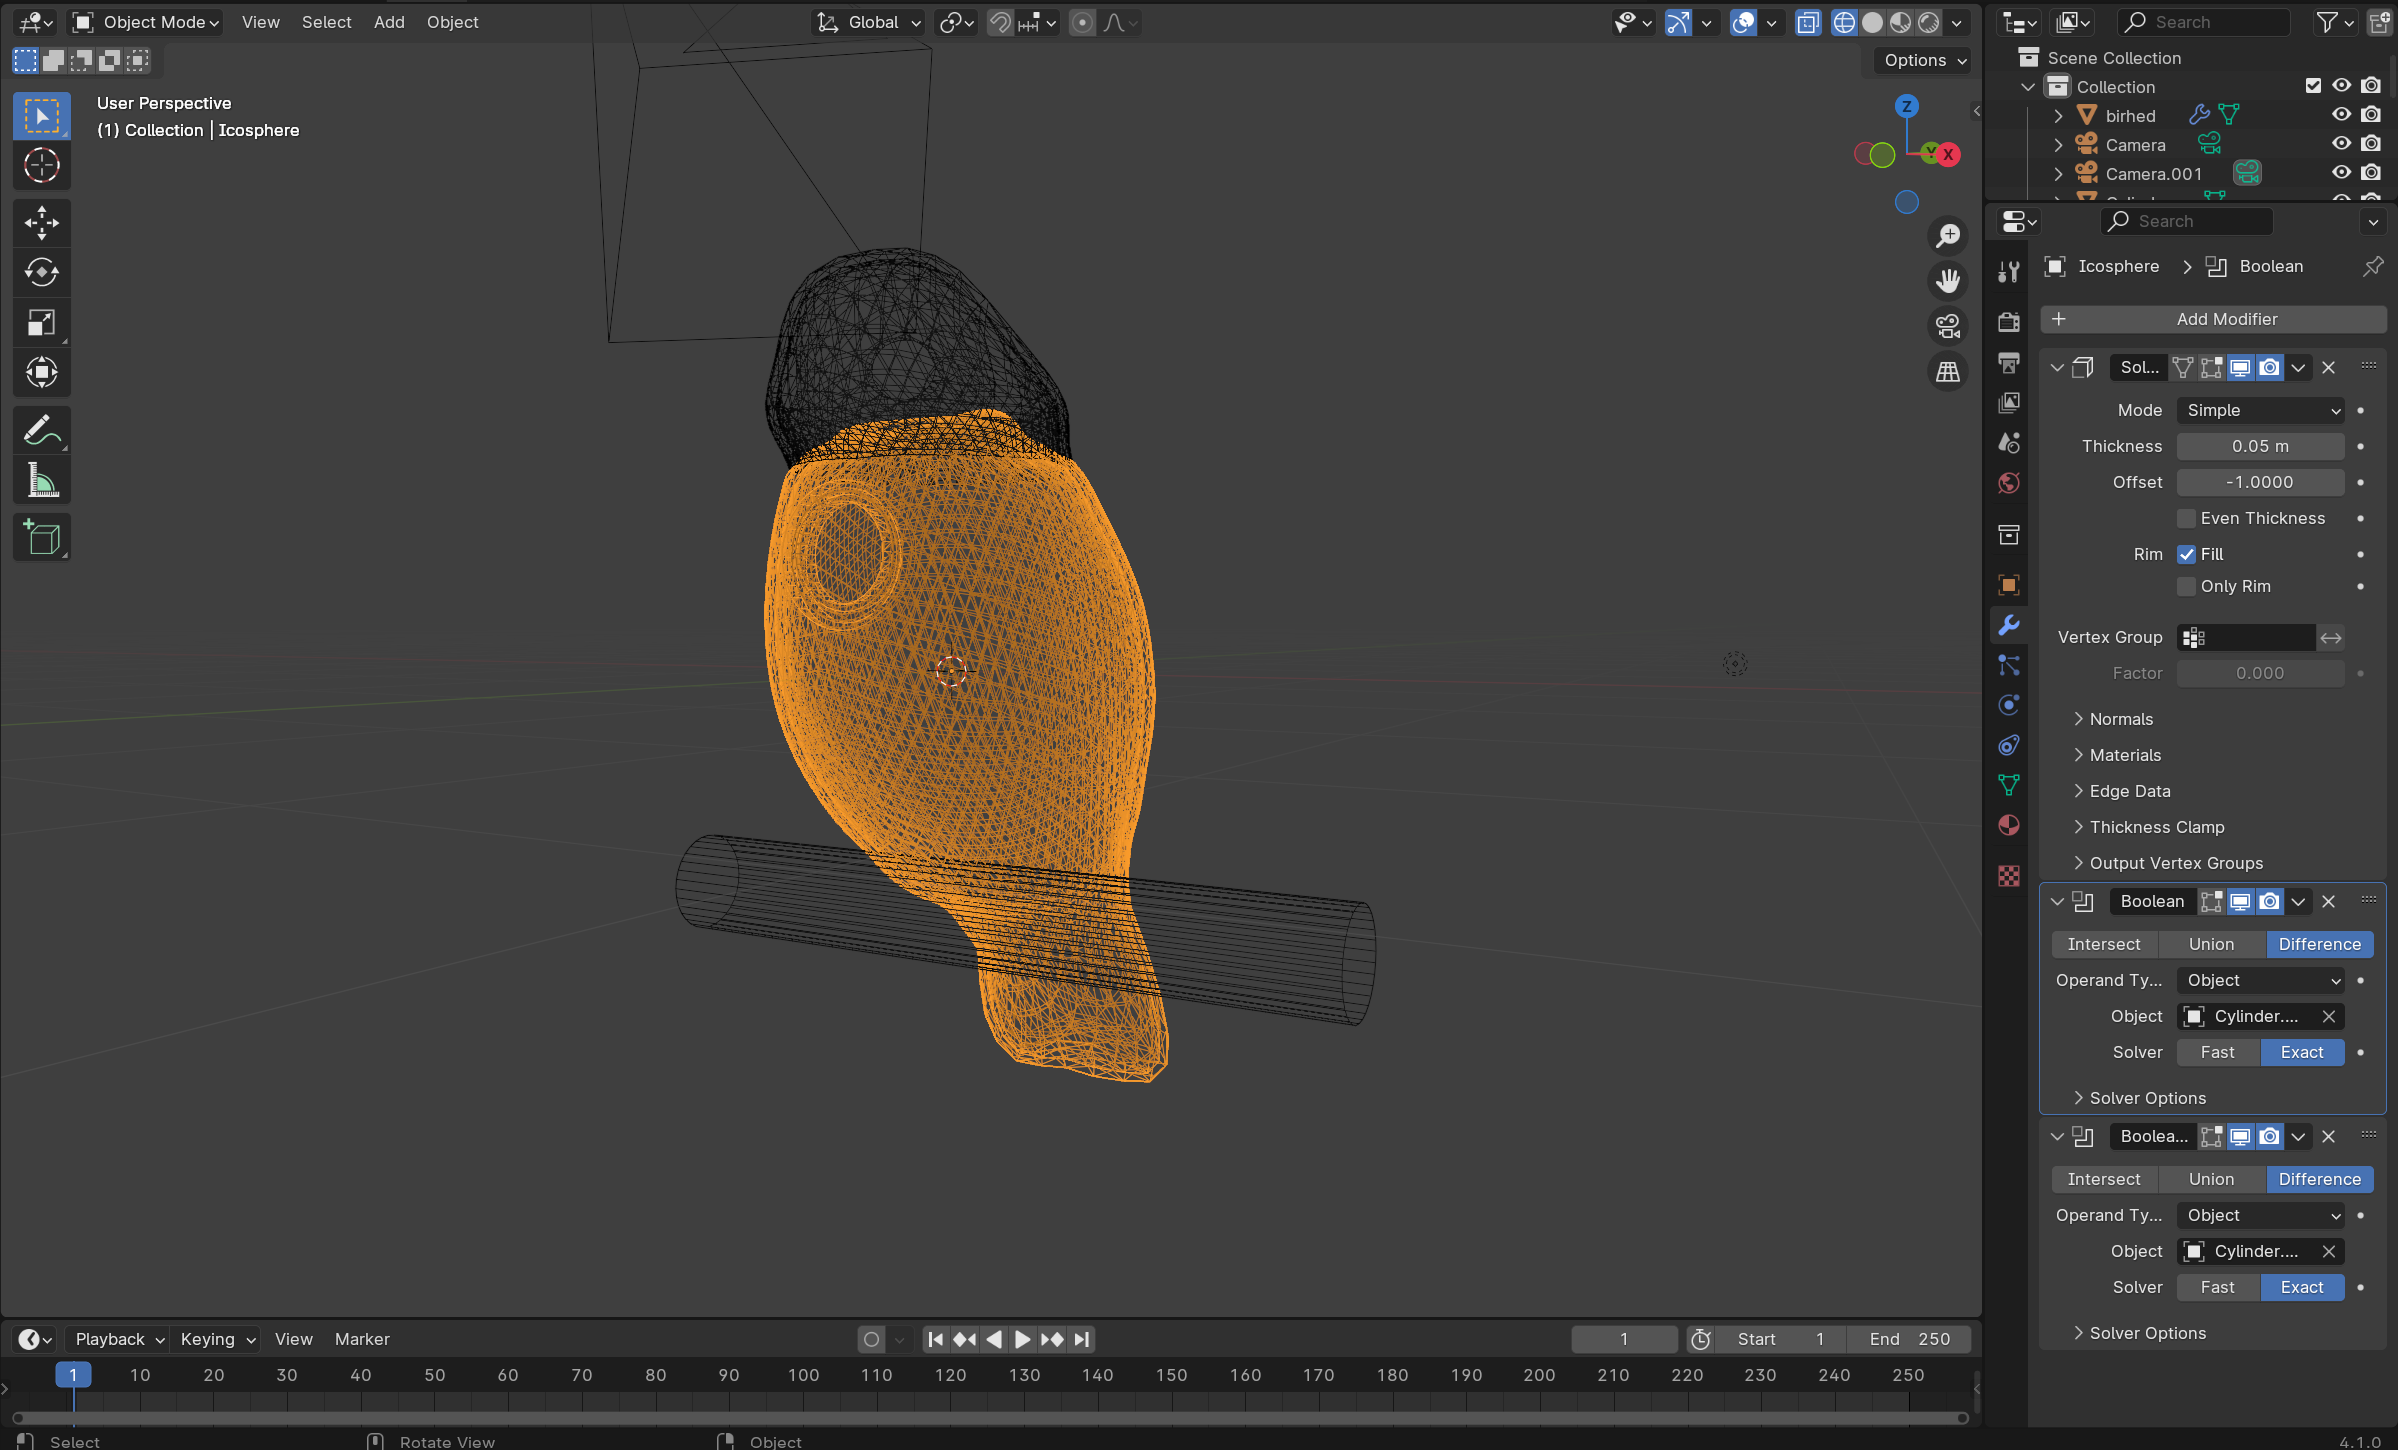 Object Mode View Select Add Object Global
Options
User Perspective
(1) Collection | Icosphere
Z
Y X
Search
Scene Collection
Collection
birhed
Camera
Camera.001
Search
Icosphere > Boolean
+ Add Modifier
Sol...
Mode Simple
Thickness 0.05 m
Offset -1.0000
Even Thickness
Rim Fill
Only Rim
Vertex Group
Factor 0.000
Normals
Materials
Edge Data
Thickness Clamp
Output Vertex Groups
Boolean
Intersect Union Difference
Operand Ty... Object
Object Cylinder....
Solver Fast Exact
Solver Options
Boolea...
Intersect Union Difference
Operand Ty... Object
Object Cylinder....
Solver Fast Exact
Solver Options
Playback Keying View Marker 1 Start 1 End 250
1 10 20 30 40 50 60 70 80 90 100 110 120 130 140 150 160 170 180 190 200 210 220 230 240 250
Select Rotate View Object 4.1.0